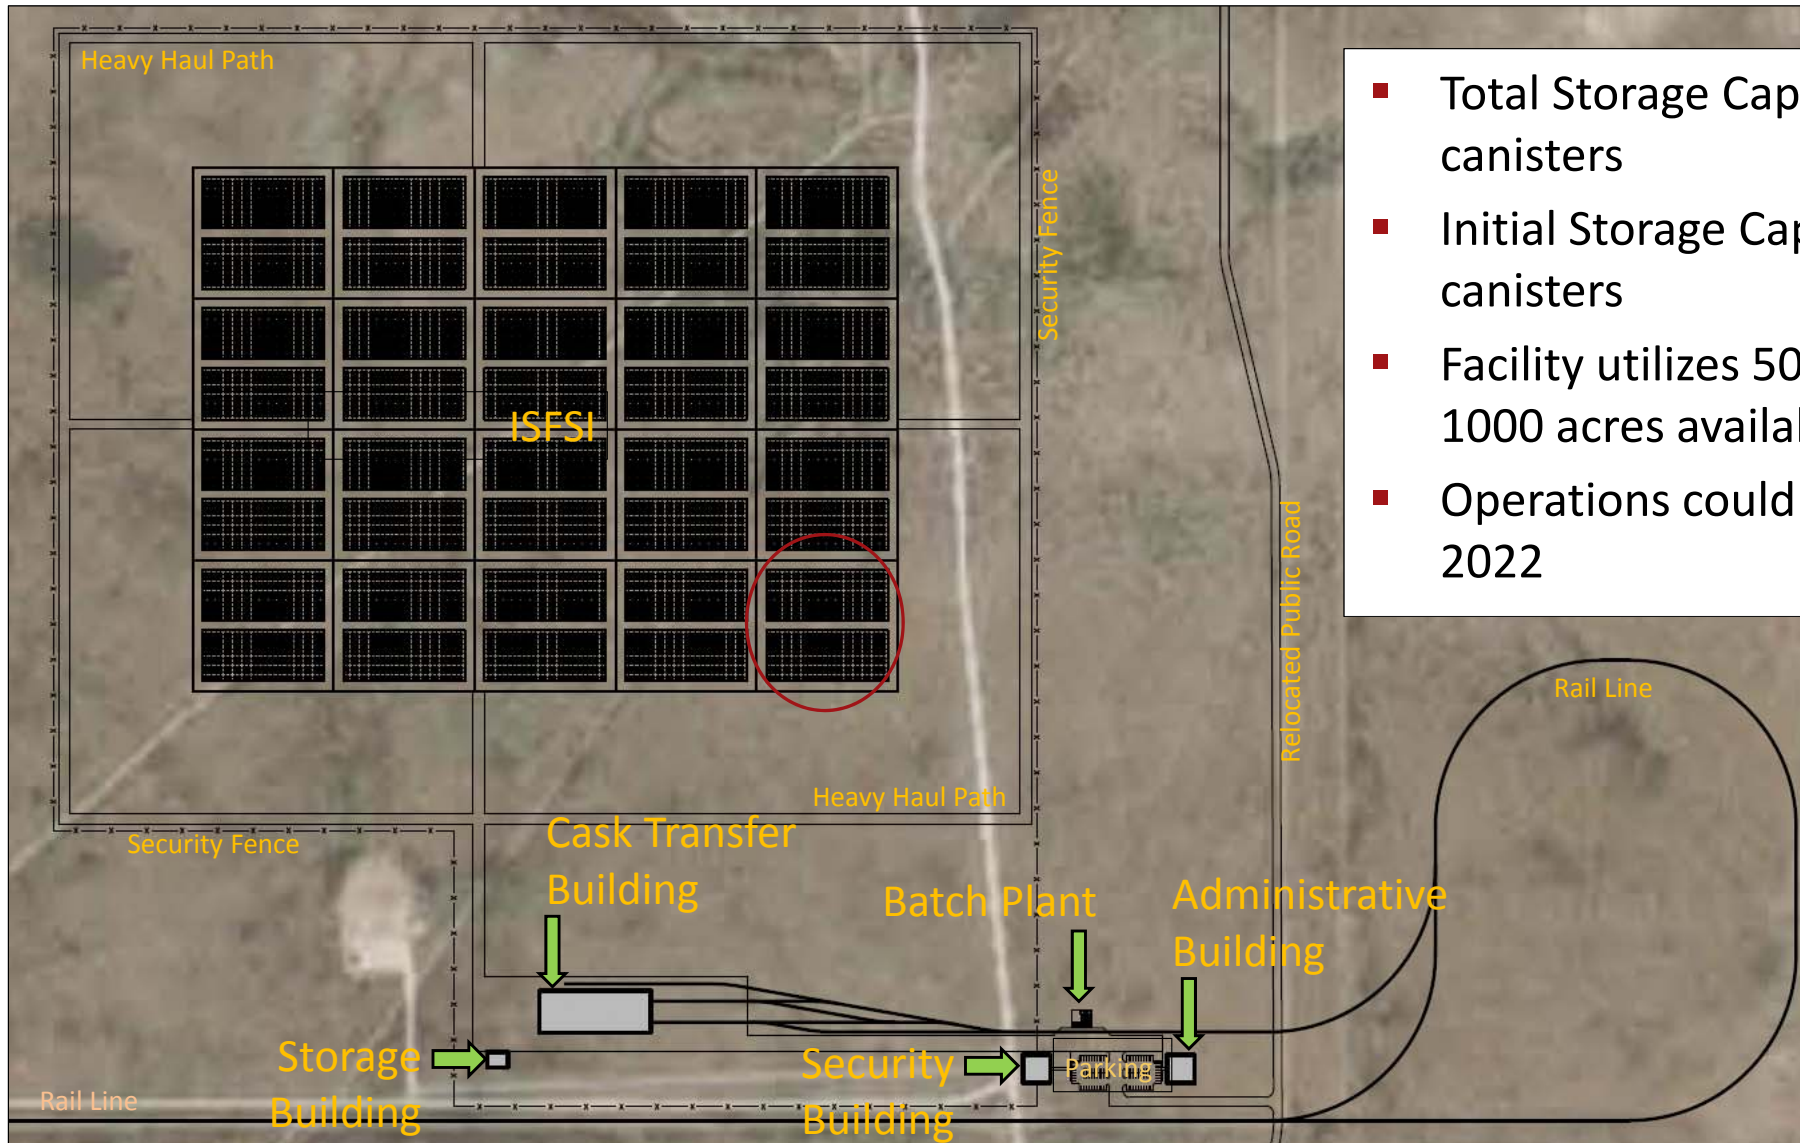 Heavy Haul Path
▪ Total Storage Cap
canisters
▪ Initial Storage Cap
canisters
▪ Facility utilizes 50
1000 acres availal
▪ Operations could
2022
Security Fence
ISFSI
Relocated Public Road
Rail Line
Heavy Haul Path
Security Fence
Cask Transfer
Building
Batch Plant
Administrative
Building
Storage
Building
Security
Building
Parking
Rail Line